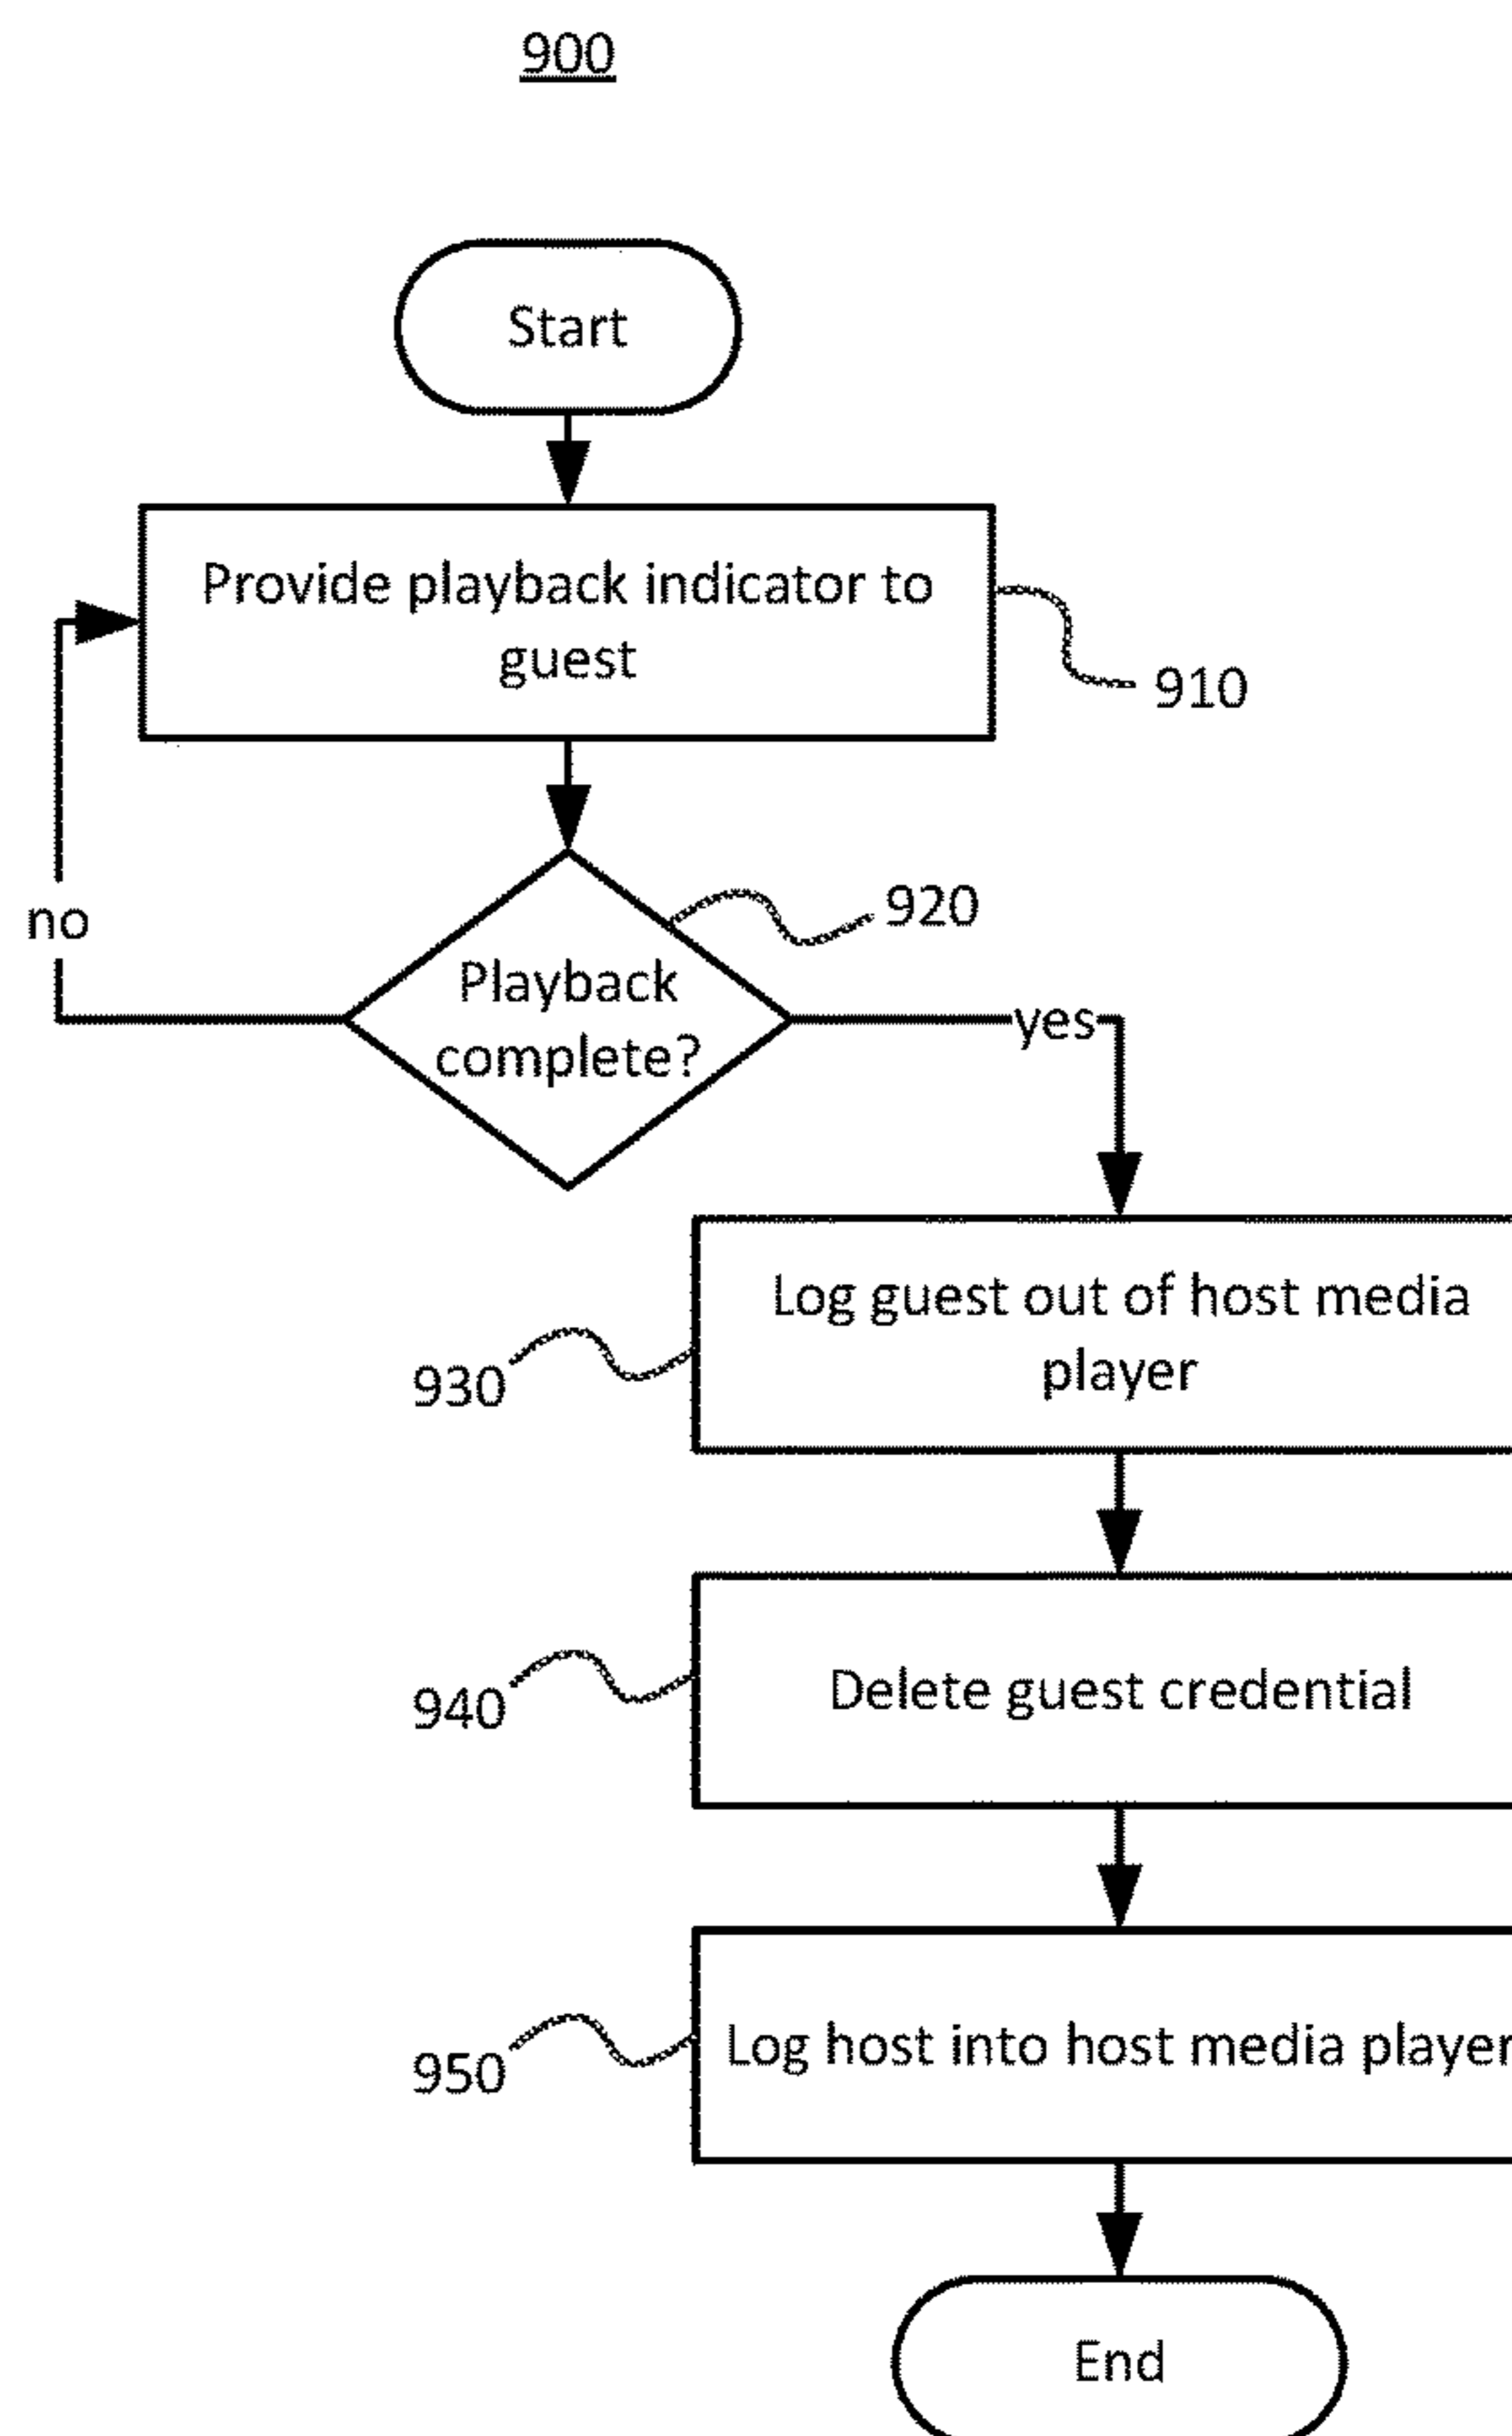 900
Start
Provide playback indicator to
guest
910
920
no
Playback
complete?
yes
Log guest out of host media
player
930
Delete guest credential
940
Log host into host media player
950
End